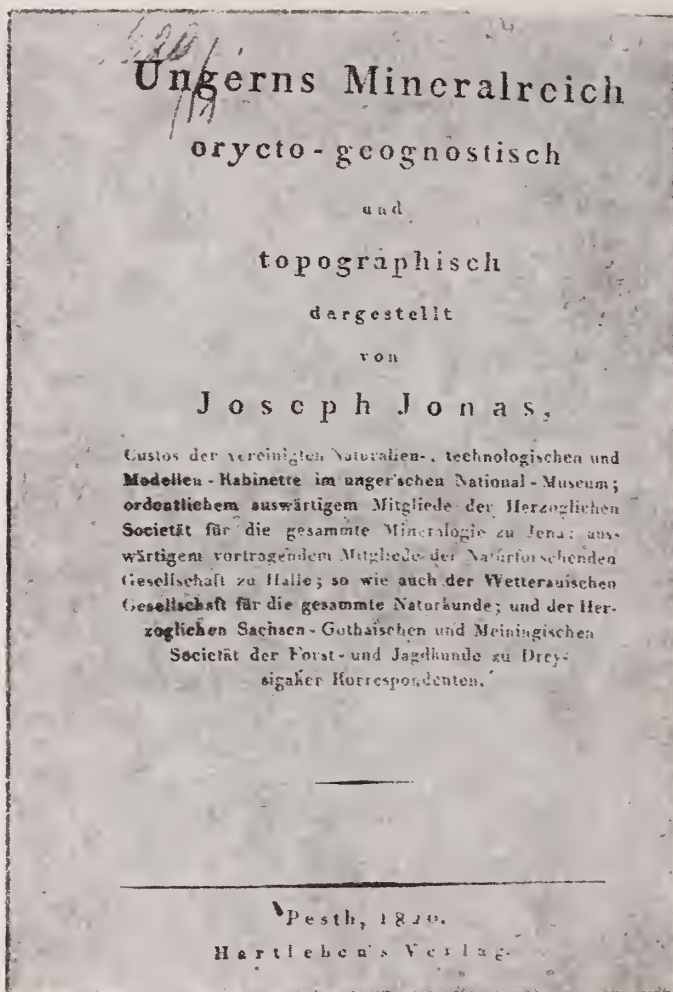 Ungerns Mineralreich
orycto-geognostisch
und
topographisch
dargestellt
von
Joseph Jonas,
Custos der vereinigten Naturalien-, technologischen und
Modellen-Kabinette im unger'schen National-Museum;
ordentlichem auswärtigem Mitgliede der Herzoglichen
Societät für die gesammte Mineralogie zu Jena; aus-
wärtigem vortragendem Mitgliede der Naturforschenden
Gesellschaft zu Halle; so wie auch der Wetterauischen
Gesellschaft für die gesammte Naturkunde; und der Her-
zoglichen Sachsen-Gothaischen und Meiningischen
Societät der Forst- und Jagdkunde zu Drey-
sigaker Korrespondenten.
Pesth, 1820.
Hartleben's Verlag.